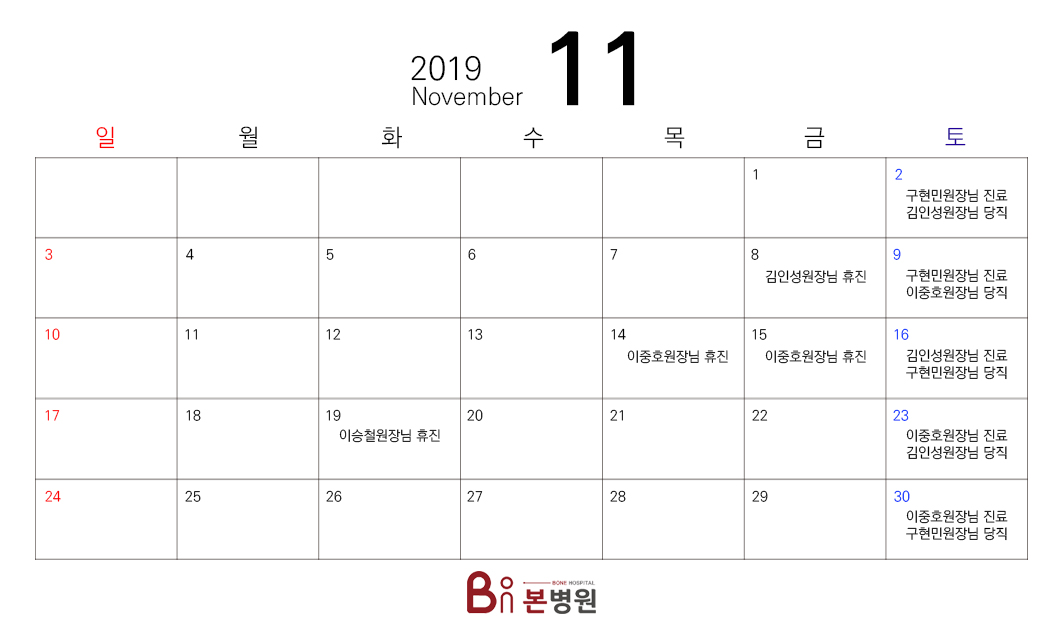 2019
November
11
일 월 화 수 목 금 토
1 2
구현민원장님 진료
김인성원장님 당직
3 4 5 6 7 8 9
김인성원장님 휴진
구현민원장님 진료
이중호원장님 당직
10 11 12 13 14 15 16
이중호원장님 휴진
이중호원장님 휴진
김인성원장님 진료
구현민원장님 당직
17 18 19 20 21 22 23
이승철원장님 휴진
이중호원장님 진료
김인성원장님 당직
24 25 26 27 28 29 30
이중호원장님 진료
구현민원장님 당직
Bon
BONE HOSPITAL
본병원